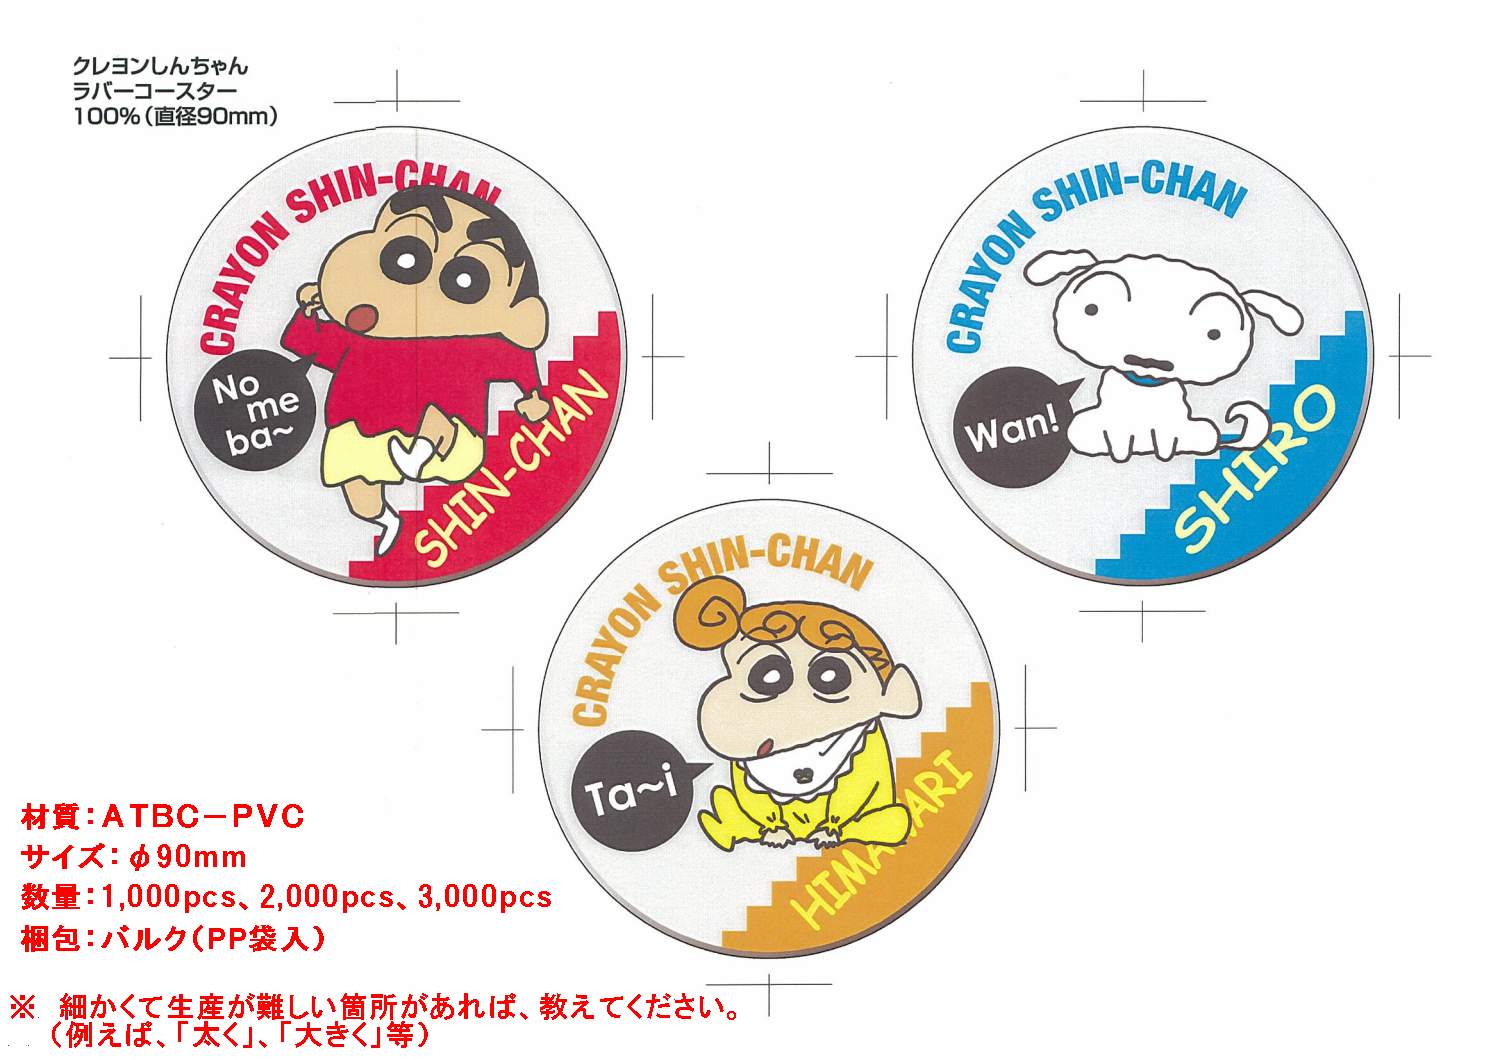 クレヨンしんちゃん
ラバーコースター
100%（直径90mm）
CRAYON SHIN-CHAN
No
me
ba~
SHIN-CHAN
CRAYON SHIN-CHAN
Wan!
SHIRO
CRAYON SHIN-CHAN
Ta~i
HIMAWARI
材質：ATBC－PVC
サイズ：φ90mm
数量：1,000pcs、2,000pcs、3,000pcs
梱包：バルク（PP袋入）
※　細かくて生産が難しい箇所があれば、教えてください。
（例えば、「太く」、「大きく」等）